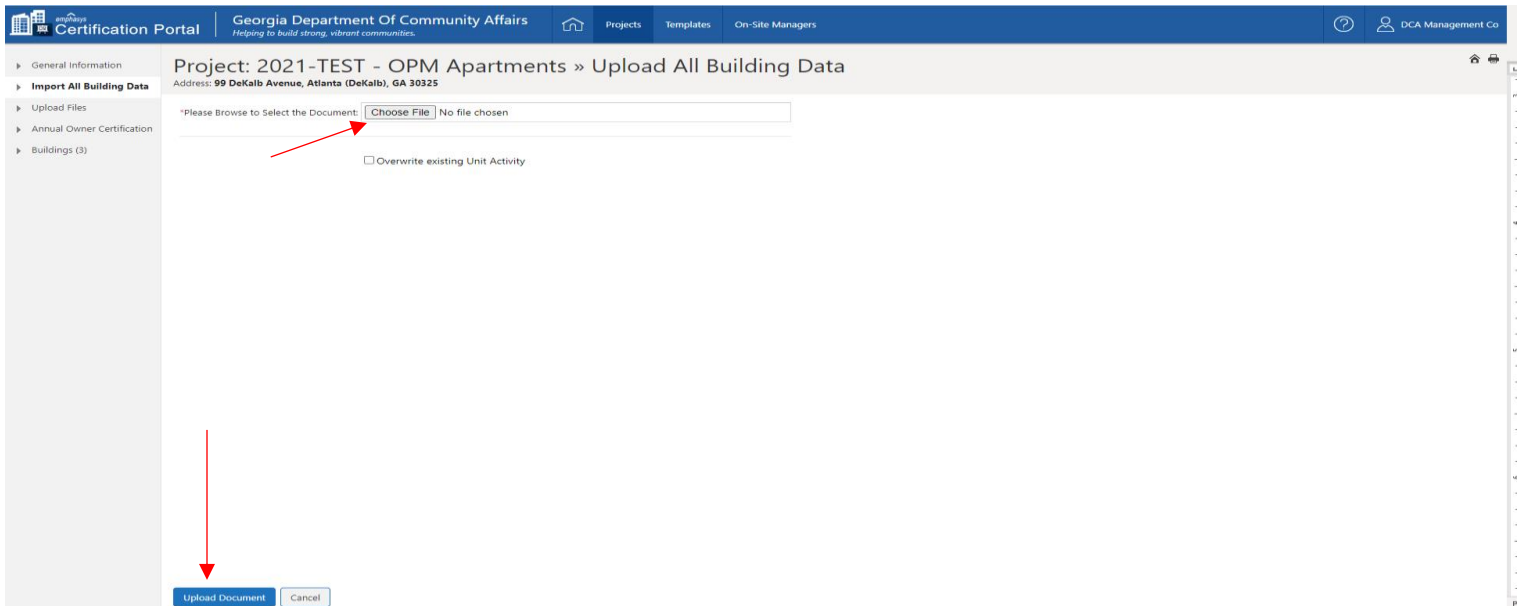 emphasys
Certification Portal
Georgia Department Of Community Affairs
Helping to build strong, vibrant communities.
Projects
Templates
On-Site Managers
DCA Management Co
General Information
Import All Building Data
Upload Files
Annual Owner Certification
Buildings (3)
Project: 2021-TEST - OPM Apartments » Upload All Building Data
Address: 99 DeKalb Avenue, Atlanta (DeKalb), GA 30325
*Please Browse to Select the Document: Choose File No file chosen
Overwrite existing Unit Activity
Upload Document Cancel